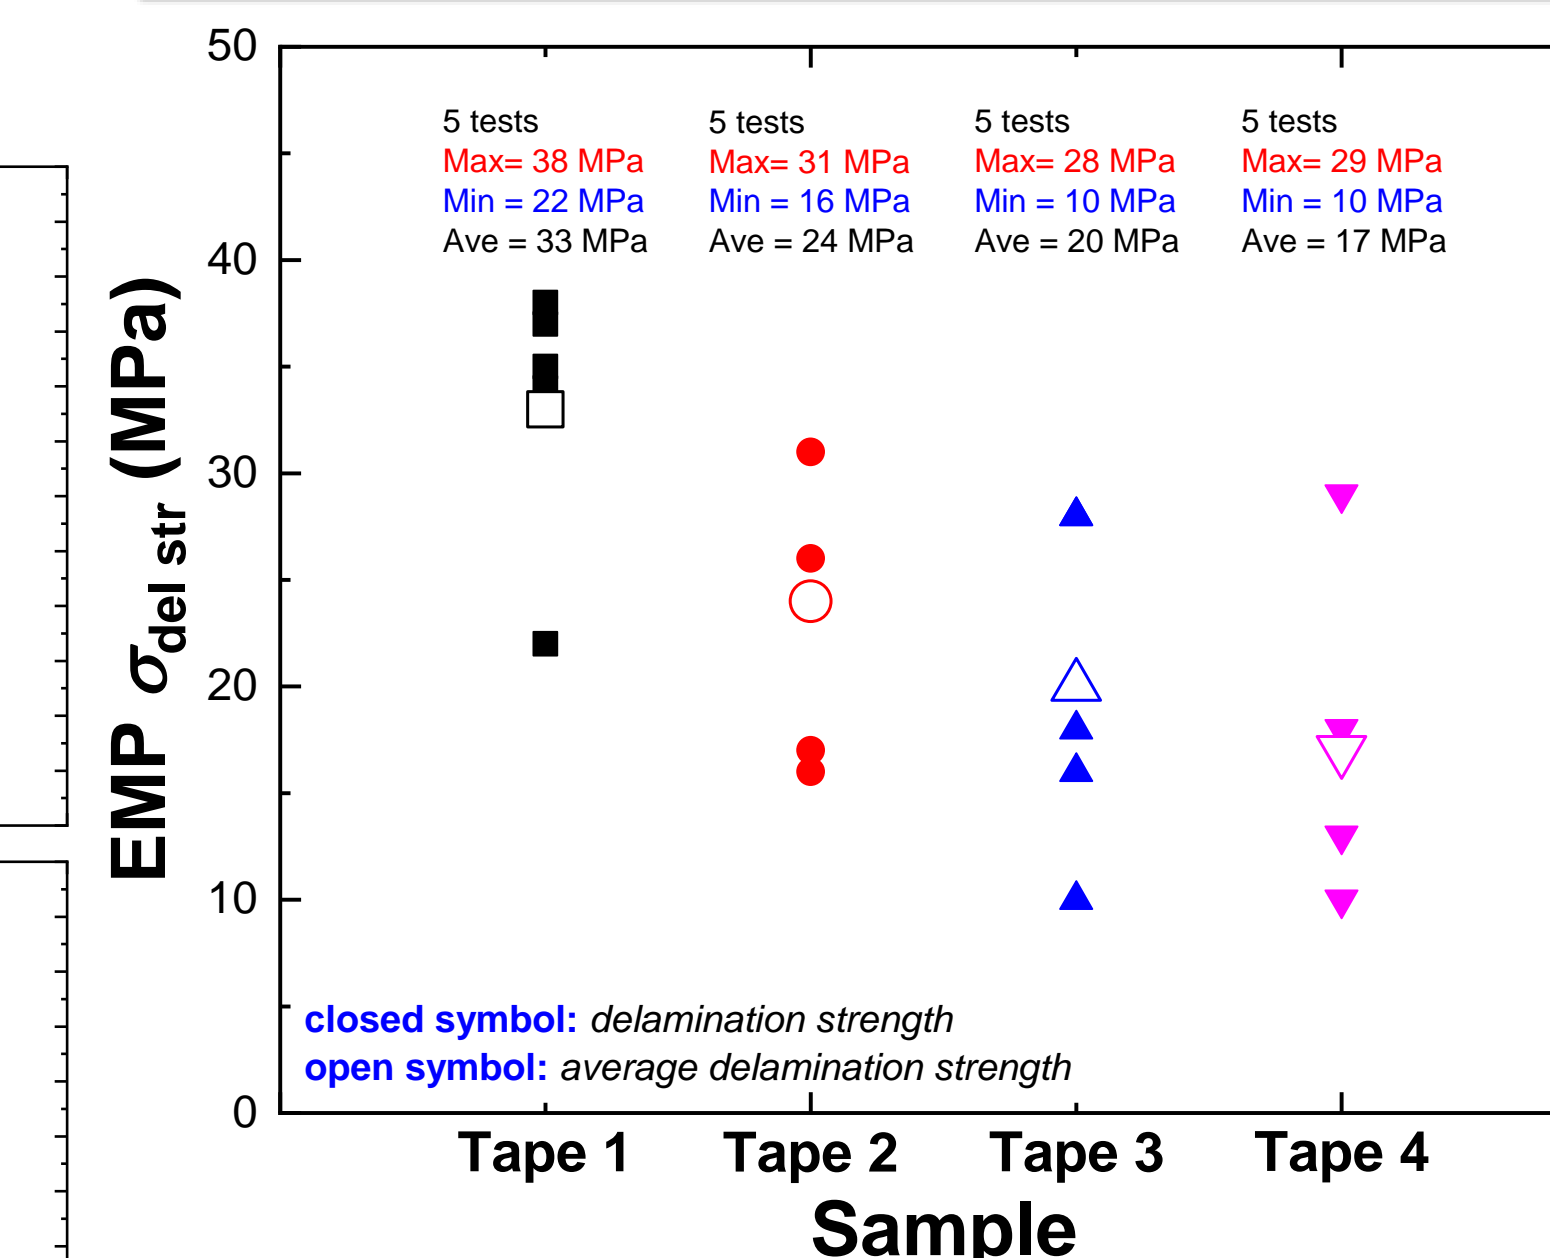 50
40
30
20
10
0
EMP σdel str (MPa)
5 tests
Max= 38 MPa
Min = 22 MPa
Ave = 33 MPa
5 tests
Max= 31 MPa
Min = 16 MPa
Ave = 24 MPa
5 tests
Max= 28 MPa
Min = 10 MPa
Ave = 20 MPa
5 tests
Max= 29 MPa
Min = 10 MPa
Ave = 17 MPa
closed symbol: delamination strength
open symbol: average delamination strength
Tape 1 Tape 2 Tape 3 Tape 4
Sample